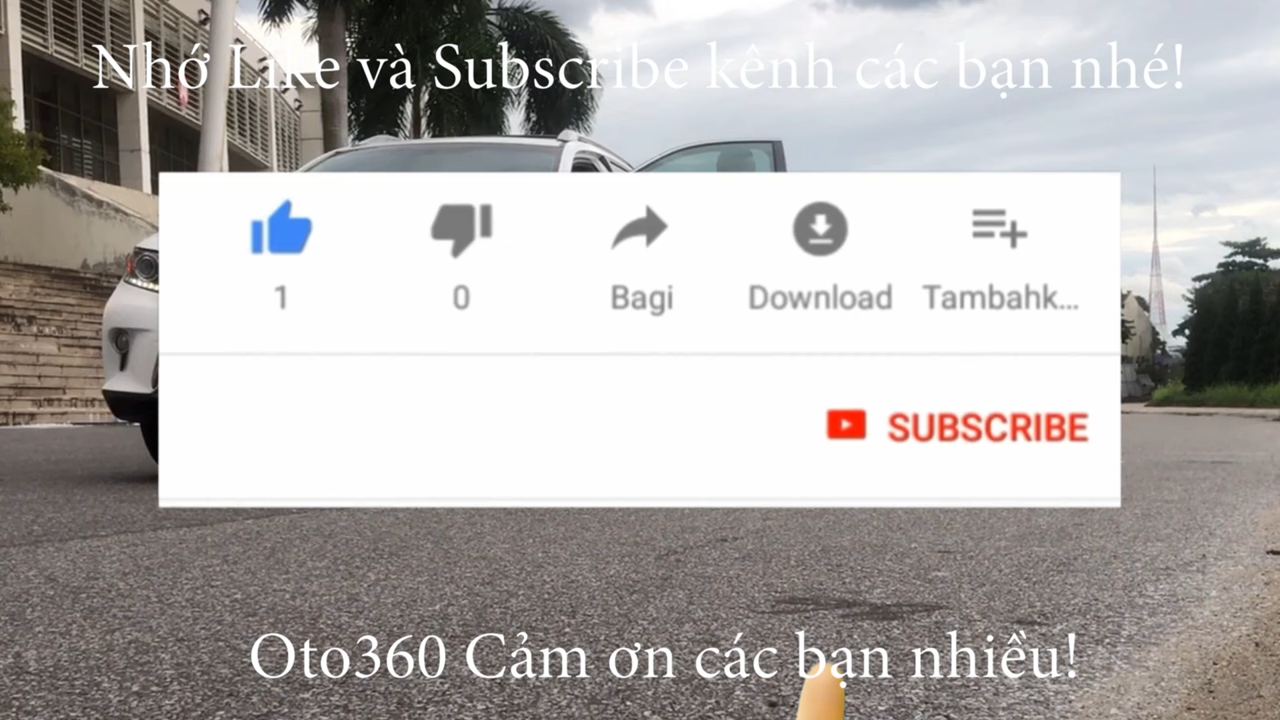 Nhớ Like và Subscribe kênh các bạn nhé!
1 0 Bagi Download Tambahk...
SUBSCRIBE
Oto360 Cảm ơn các bạn nhiều!